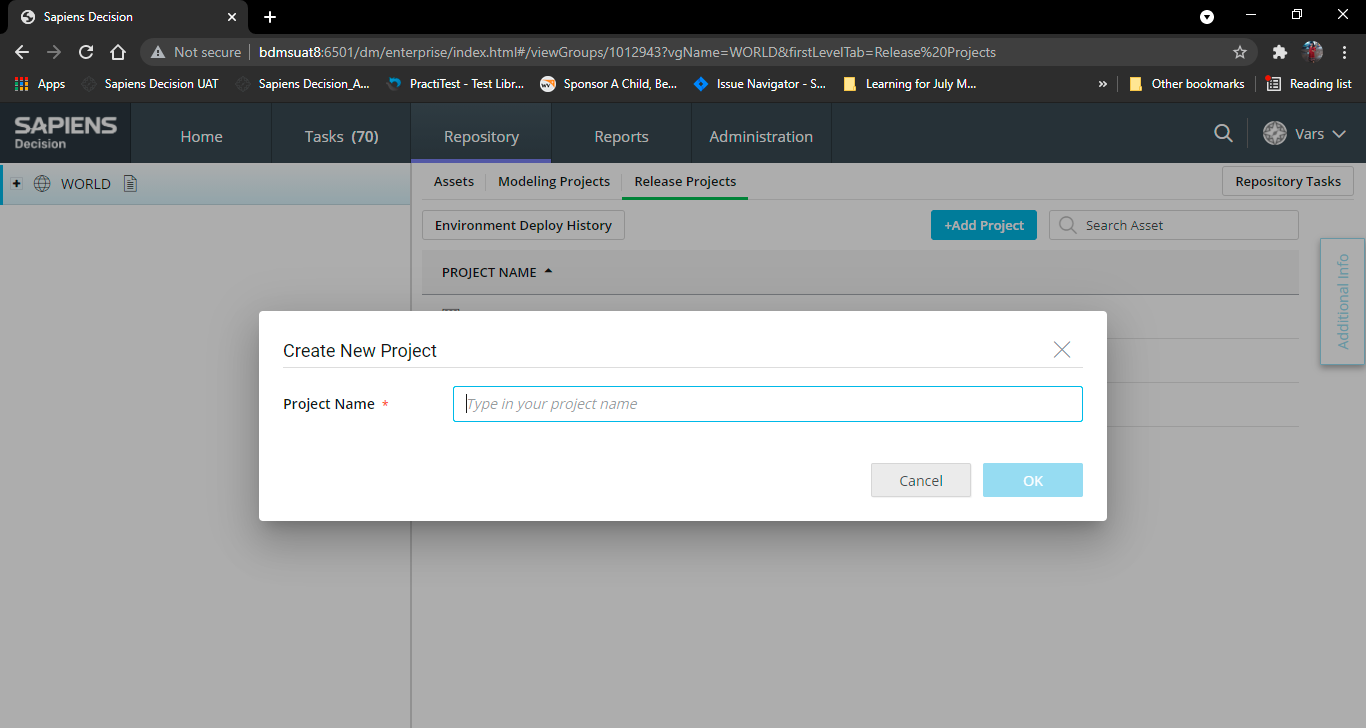 Sapiens Decision
Not secure
bdmsuat8:6501/dm/enterprise/index.html#/viewGroups/1012943?vgName=WORLD&firstLevelTab=Release%20Projects
Apps
Sapiens Decision UAT
Sapiens Decision_A...
PractiTest - Test Libr...
wv
Sponsor A Child, Be...
Issue Navigator - S...
Learning for July M...
»
Other bookmarks
Reading list
SAPIENS
Decision
Home
Tasks (70)
Repository
Reports
Administration
Vars
WORLD
Assets
Modeling Projects
Release Projects
Repository Tasks
Environment Deploy History
+Add Project
Search Asset
PROJECT NAME
Additional Info
Create New Project
Project Name *
Type in your project name
Cancel
OK